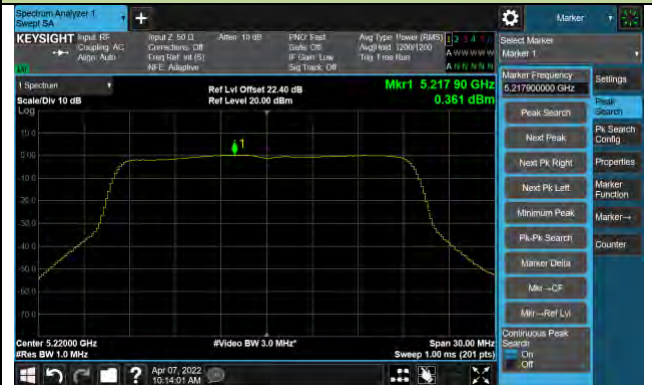 Spectrum Analyzer 1
Swept SA
+
Marker
KEYSIGHT
Input: RF
Coupling: AC
Align: Auto
Input Z: 50 Ω
Corrections: Off
Freq Ref: Int (S)
NFE: Adaptive
Atten: 10 dB
PNO: Fast
Gate: Off
IF Gain: Low
Sig Track: Off
Avg Type: Power (RMS)
Avg|Hold: 1200/1200
Trig: Free Run
1 2 3 4 5 6
A W W W W W
A N N N N N
Select Marker
Marker 1
1 Spectrum
Scale/Div 10 dB
Log
Ref Lvl Offset 22.40 dB
Ref Level 20.00 dBm
Mkr1 5.217 90 GHz
0.361 dBm
10.0
0.00
-10.0
-20.0
-30.0
-40.0
-50.0
-60.0
-70.0
1
Center 5.22000 GHz
#Res BW 1.0 MHz
#Video BW 3.0 MHz*
Span 30.00 MHz
Sweep 1.00 ms (201 pts)
Marker Frequency
5.217900000 GHz
Peak Search
Next Peak
Next Pk Right
Next Pk Left
Minimum Peak
Pk-Pk Search
Marker Delta
Mkr→CF
Mkr→Ref Lvl
Continuous Peak
Search
On
Off
Settings
Peak
Search
Pk Search
Config
Properties
Marker
Function
Marker→
Counter
?
Apr 07, 2022
10:14:01 AM